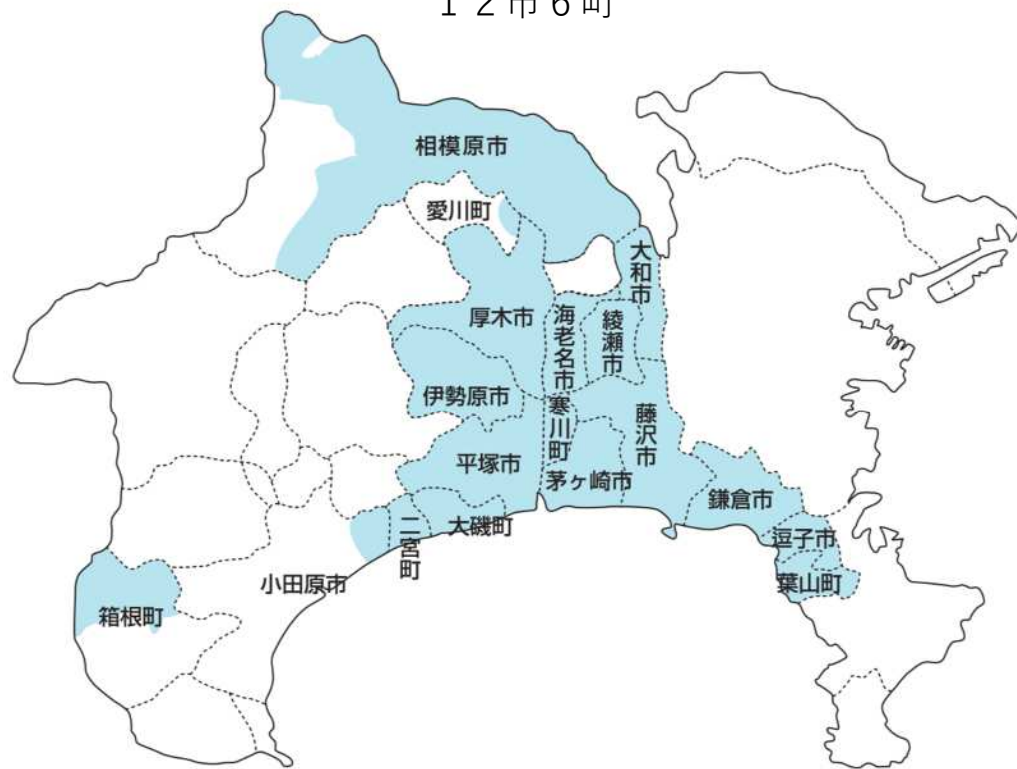 １２市６町
相模原市
愛川町
大和市
厚木市
海老名市
綾瀬市
伊勢原市
寒川町
藤沢市
平塚市
茅ヶ崎市
鎌倉市
二宮町
大磯町
逗子市
葉山町
小田原市
箱根町